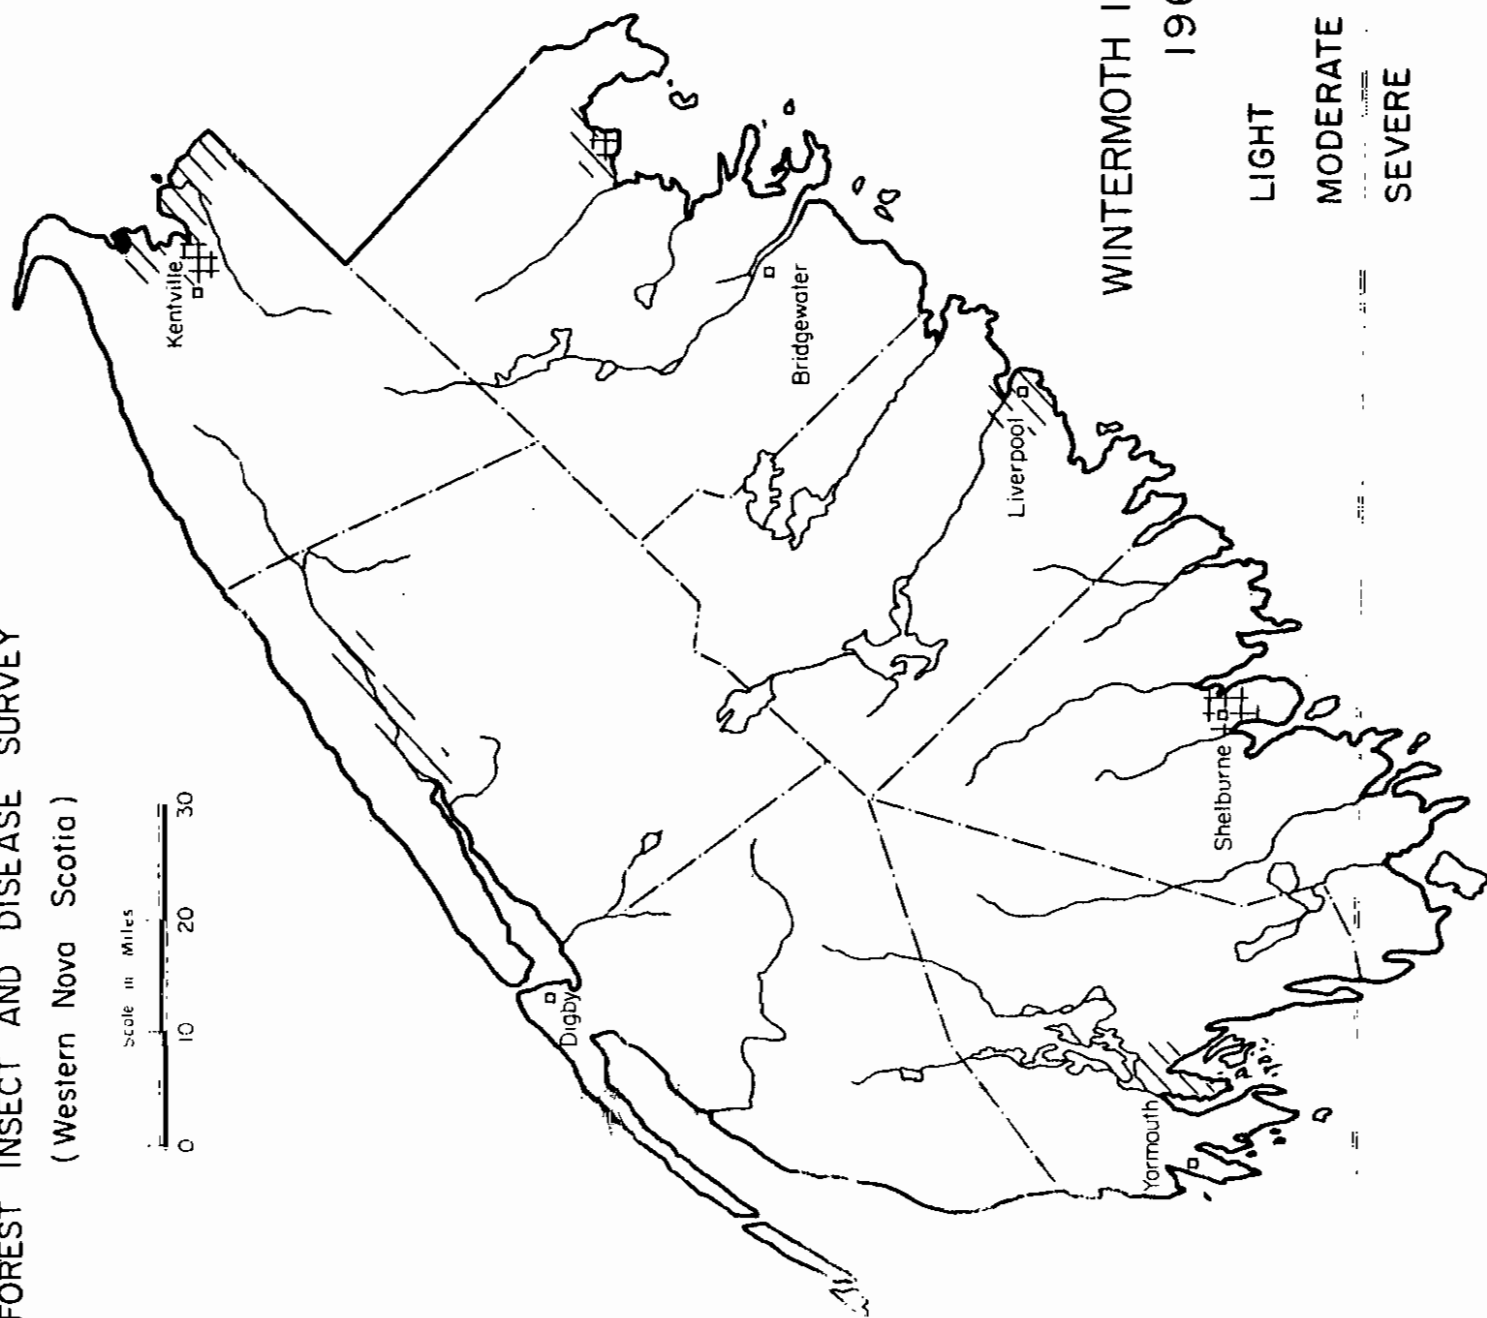 FOREST INSECT AND DISEASE SURVEY
(Western Nova Scotia)
Scale in Miles
0 10 20 30
Kentville
Bridgewater
Liverpool
Digby
Shelburne
Yarmouth
WINTERMOTH
LIGHT
MODERATE
SEVERE